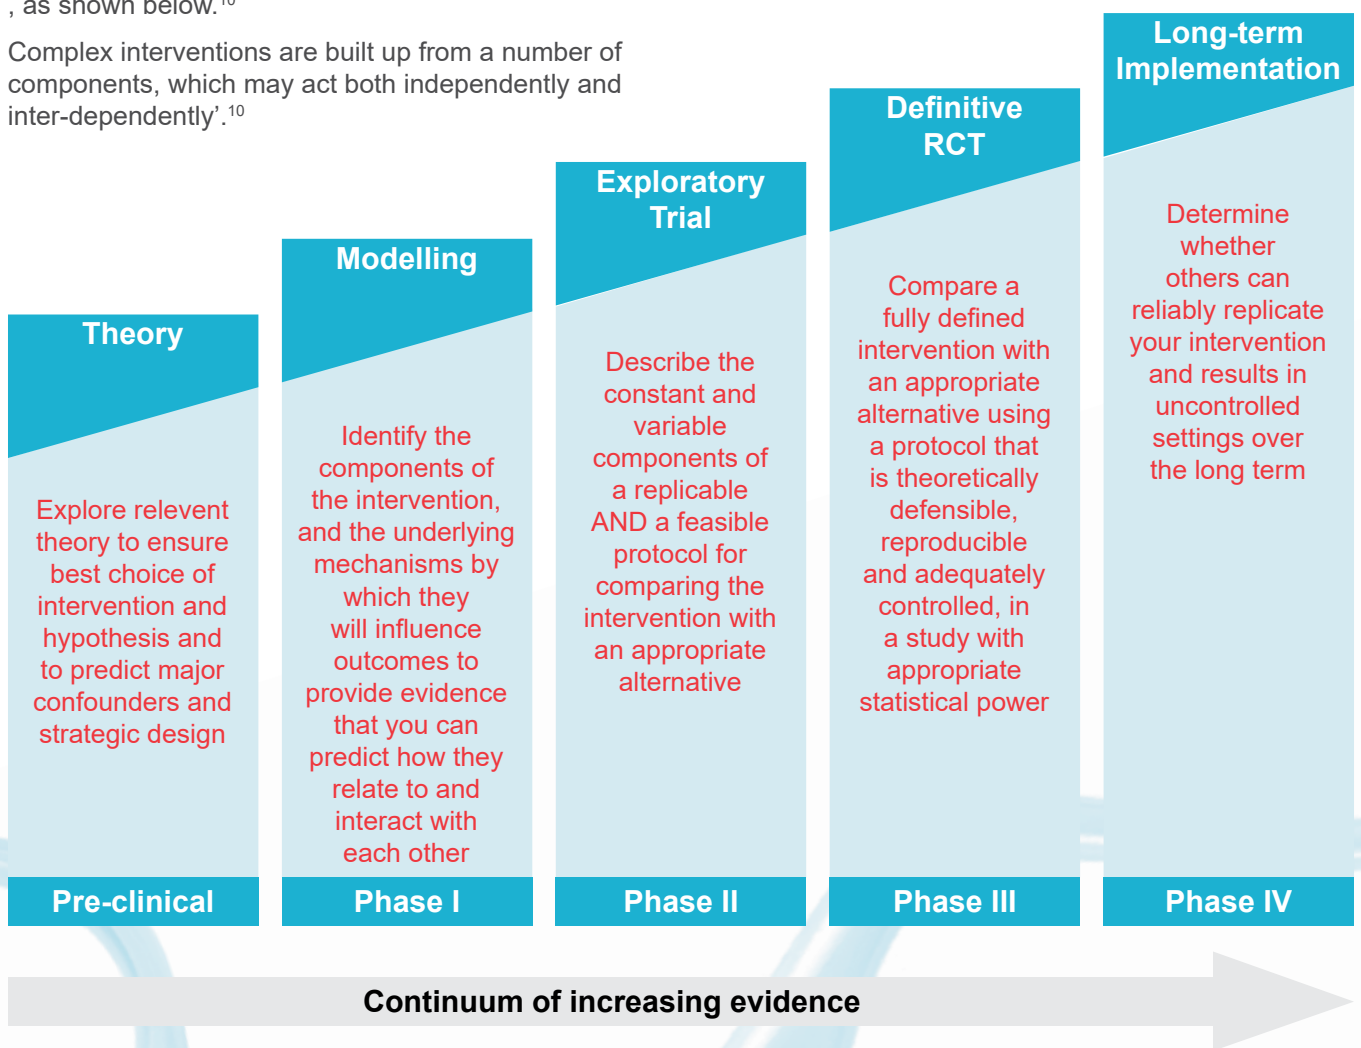 , as shown below.10
Complex interventions are built up from a number of
components, which may act both independently and
inter-dependently’.10
Theory
Explore relevent
theory to ensure
best choice of
intervention and
hypothesis and
to predict major
confounders and
strategic design
Pre-clinical
Modelling
Identify the
components of
the intervention,
and the underlying
mechanisms by
which they
will influence
outcomes to
provide evidence
that you can
predict how they
relate to and
interact with
each other
Phase I
Exploratory
Trial
Describe the
constant and
variable
components of
a replicable
AND a feasible
protocol for
comparing the
intervention with
an appropriate
alternative
Phase II
Definitive
RCT
Compare a
fully defined
intervention with
an appropriate
alternative using
a protocol that
is theoretically
defensible,
reproducible
and adequately
controlled, in
a study with
appropriate
statistical power
Phase III
Long-term
Implementation
Determine
whether
others can
reliably replicate
your intervention
and results in
uncontrolled
settings over
the long term
Phase IV
Continuum of increasing evidence